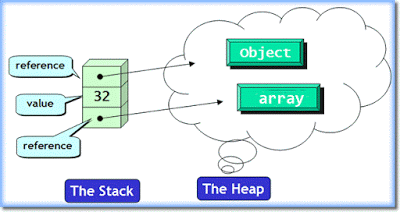 reference
value
reference
32
Object
array
The Stack
The Heap